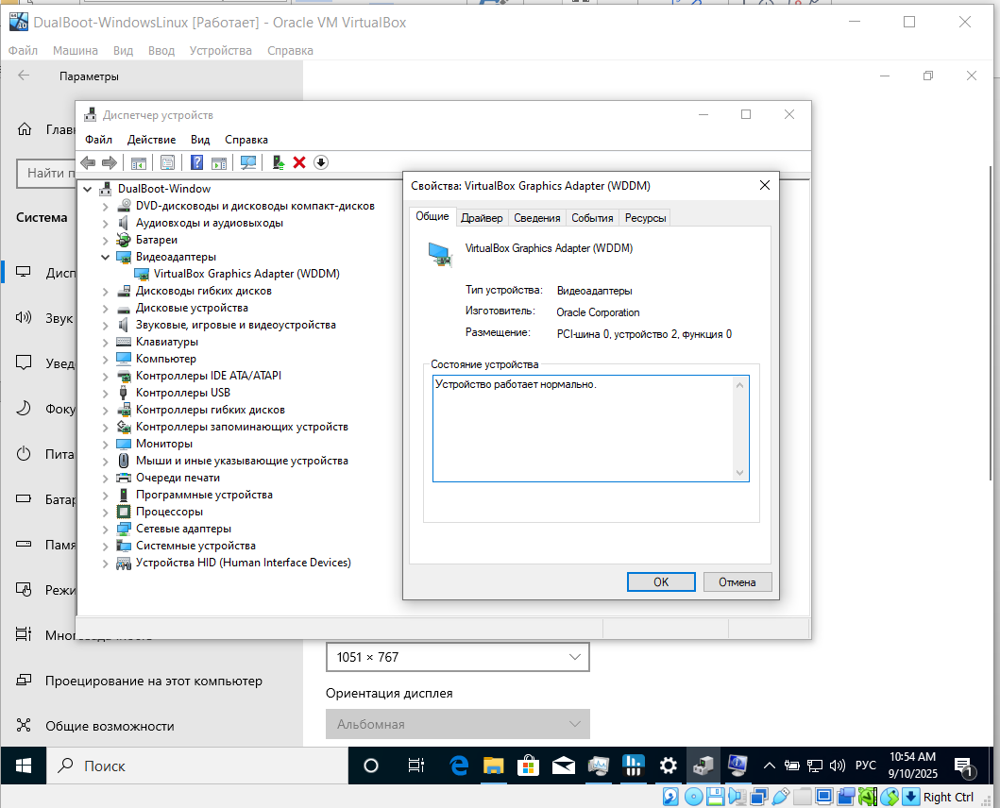 DualBoot-WindowsLinux [Работает] - Oracle VM VirtualBox
Файл Машина Вид Ввод Устройства Справка
Параметры
Главн
Найти п
Система
Дисп
Звук
Увед
Фоку
Пита
Батар
Памя
Режи
Проецирование на этот компьютер
Общие возможности
Диспетчер устройств
Файл Действие Вид Справка
DualBoot-Window
DVD-дисководы и дисководы компакт-дисков
Аудиовходы и аудиовыходы
Батареи
Видеоадаптеры
VirtualBox Graphics Adapter (WDDM)
Дисководы гибких дисков
Дисковые устройства
Звуковые, игровые и видеоустройства
Клавиатуры
Компьютер
Контроллеры IDE ATA/ATAPI
Контроллеры USB
Контроллеры гибких дисков
Контроллеры запоминающих устройств
Мониторы
Мыши и иные указывающие устройства
Очереди печати
Программные устройства
Процессоры
Сетевые адаптеры
Системные устройства
Устройства HID (Human Interface Devices)
Свойства: VirtualBox Graphics Adapter (WDDM)
Общие Драйвер Сведения События Ресурсы
VirtualBox Graphics Adapter (WDDM)
Тип устройства: Видеоадаптеры
Изготовитель: Oracle Corporation
Размещение: PCI-шина 0, устройство 2, функция 0
Состояние устройства
Устройство работает нормально.
OK Отмена
1051 × 767
Ориентация дисплея
Альбомная
Поиск
РУС
10:54 AM
9/10/2025
1
Right Ctrl